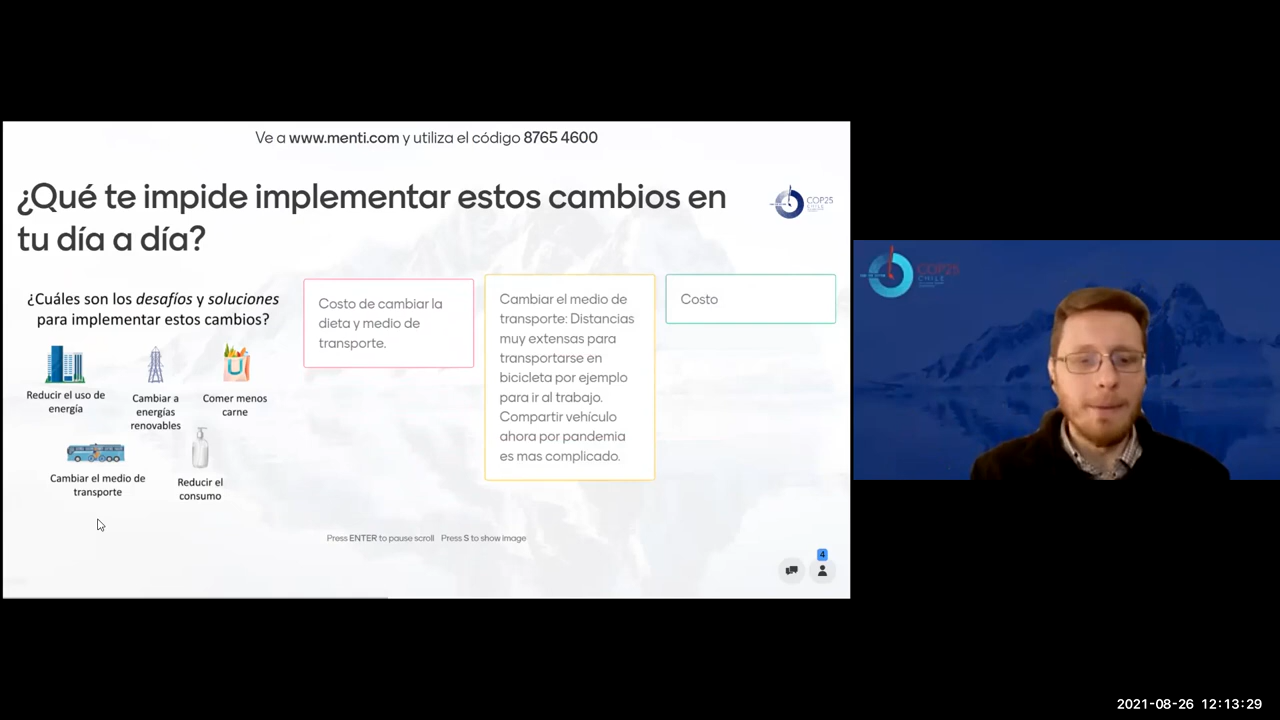 Ve a www.menti.com y utiliza el código 8765 4600
¿Qué te impide implementar estos cambios en
tu día a día?
COP25
CHILE
¿Cuáles son los desafíos y soluciones
para implementar estos cambios?
Reducir el uso de
energía
Cambiar a
energías
renovables
Comer menos
carne
Cambiar el medio de
transporte
Reducir el
consumo
Costo de cambiar la
dieta y medio de
transporte.
Cambiar el medio de
transporte: Distancias
muy extensas para
transportarse en
bicicleta por ejemplo
para ir al trabajo.
Compartir vehículo
ahora por pandemia
es mas complicado.
Costo
Press ENTER to pause scroll Press S to show image
4
COP25
CHILE
2021-08-26 12:13:29